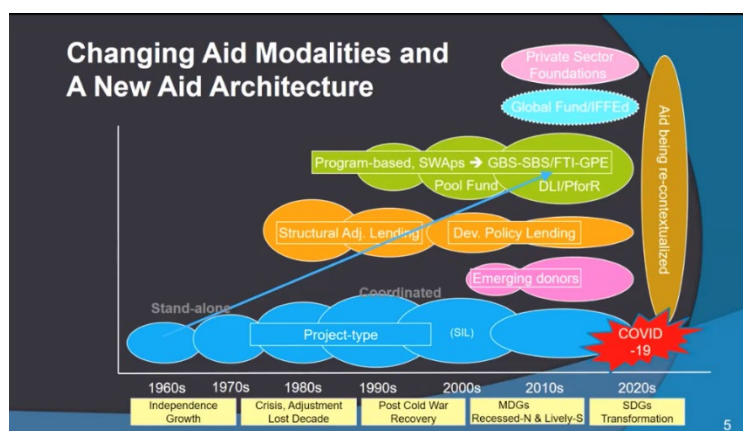 Changing Aid Modalities and
A New Aid Architecture
Private Sector
Foundations
Global Fund/IFFEd
Aid being re-contextualized
Program-based, SWAps ➔ GBS-SBS/FTI-GPE
Pool Fund
DLI/PforR
Structural Adj. Lending
Dev. Policy Lending
Emerging donors
Stand-alone
Coordinated
Project-type
(SIL)
COVID
-19
1960s 1970s 1980s 1990s 2000s 2010s 2020s
Independence
Growth
Crisis, Adjustment
Lost Decade
Post Cold War
Recovery
MDGs
Recessed-N & Lively-S
SDGs
Transformation
5